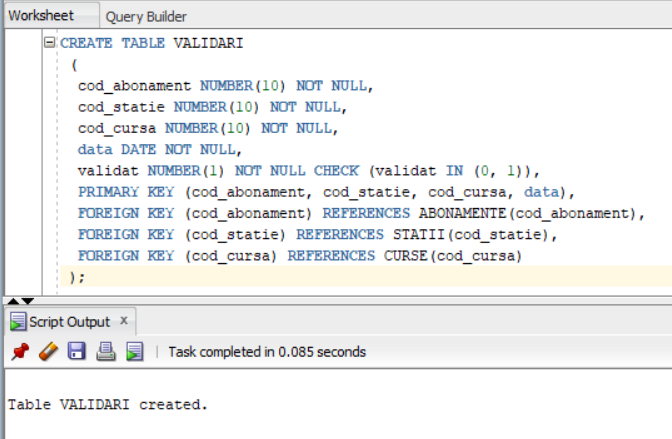 Worksheet Query Builder
CREATE TABLE VALIDARI
(
cod_abonament NUMBER(10) NOT NULL,
cod_statie NUMBER(10) NOT NULL,
cod_cursa NUMBER(10) NOT NULL,
data DATE NOT NULL,
validat NUMBER(1) NOT NULL CHECK (validat IN (0, 1)),
PRIMARY KEY (cod_abonament, cod_statie, cod_cursa, data),
FOREIGN KEY (cod_abonament) REFERENCES ABONAMENTE(cod_abonament),
FOREIGN KEY (cod_statie) REFERENCES STATII(cod_statie),
FOREIGN KEY (cod_cursa) REFERENCES CURSE(cod_cursa)
);
Script Output x
Task completed in 0.085 seconds
Table VALIDARI created.